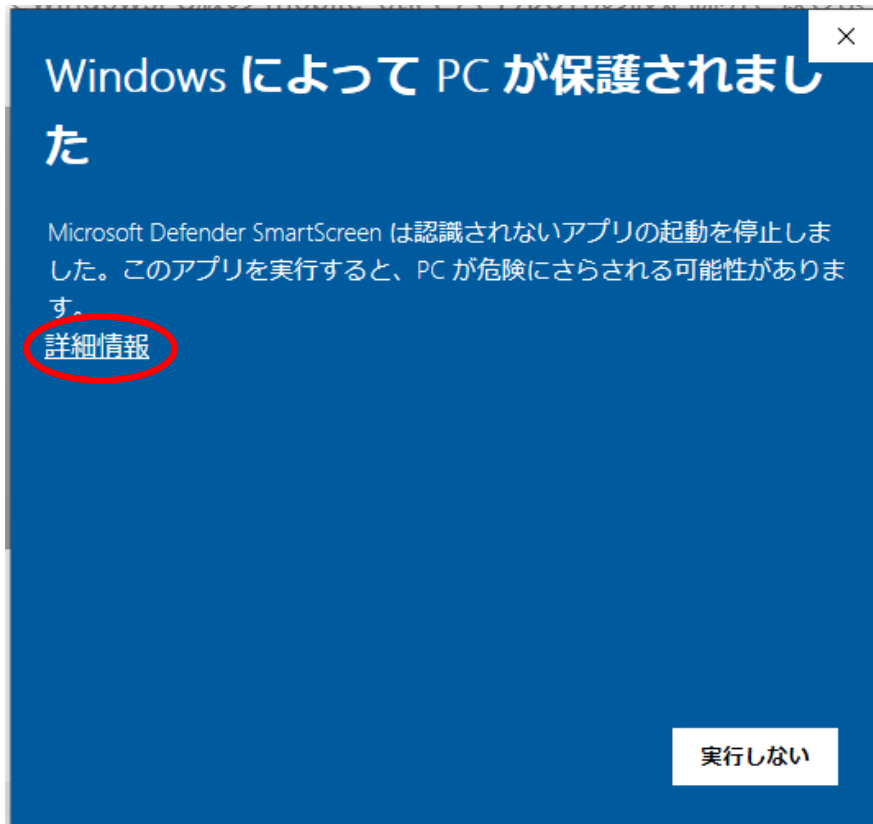 Windows によって PC が保護されまし
た
Microsoft Defender SmartScreen は認識されないアプリの起動を停止しま
した。このアプリを実行すると、PC が危険にさらされる可能性がありま
す。
詳細情報
実行しない